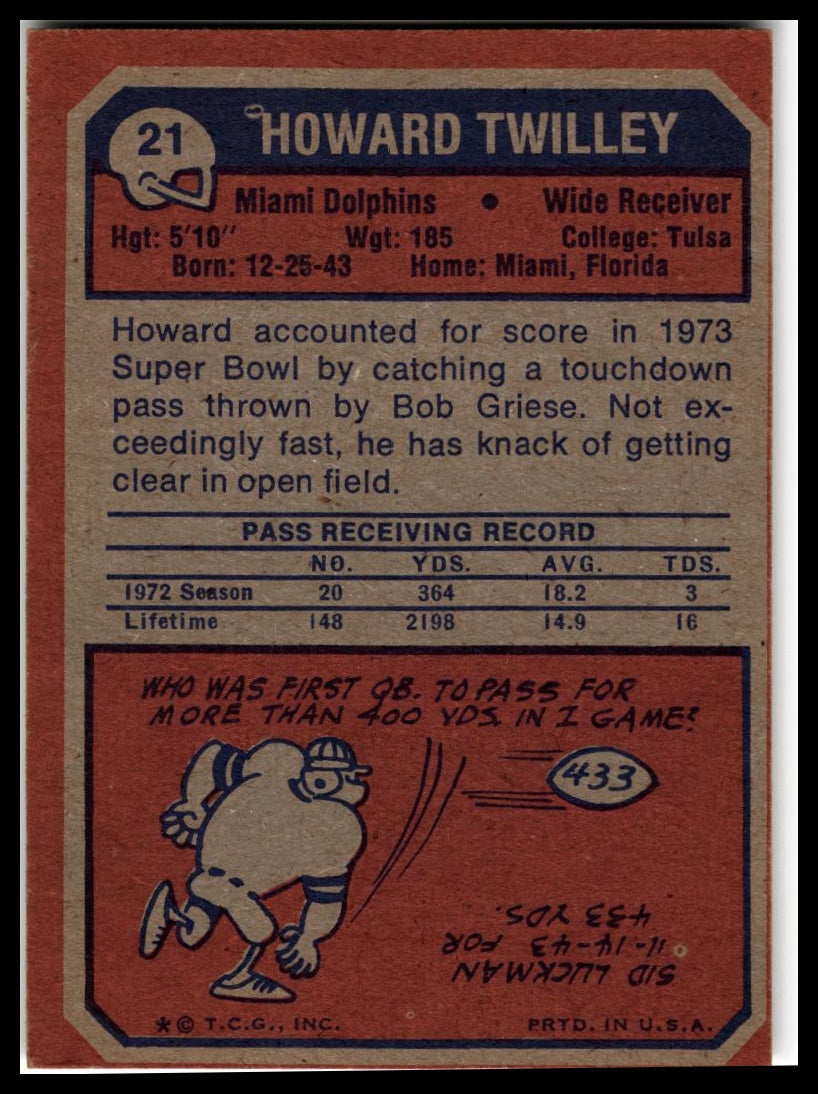 21
HOWARD TWILLEY
Miami Dolphins • Wide Receiver
Hgt: 5'10" Wgt: 185 College: Tulsa
Born: 12-25-43 Home: Miami, Florida
Howard accounted for score in 1973
Super Bowl by catching a touchdown
pass thrown by Bob Griese. Not ex-
ceedingly fast, he has knack of getting
clear in open field.
PASS RECEIVING RECORD
NO. YDS. AVG. TDS.
1972 Season 20 364 18.2 3
Lifetime 148 2198 14.9 16
WHO WAS FIRST QB. TO PASS FOR
MORE THAN 400 YDS. IN 1 GAME?
433
SID LUCKMAN
11-14-43 FOR
433 YDS.
* © T.C.G., INC. PRTD. IN U.S.A.